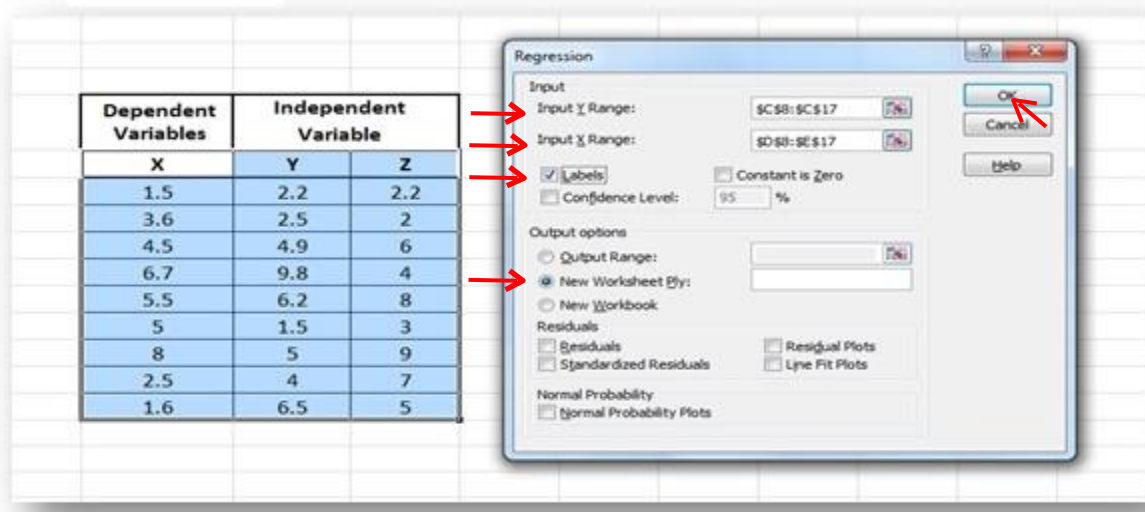 Dependent Variables
Independent Variable
X Y Z
1.5 2.2 2.2
3.6 2.5 2
4.5 4.9 6
6.7 9.8 4
5.5 6.2 8
5 1.5 3
8 5 9
2.5 4 7
1.6 6.5 5
Regression
Input
Input Y Range: $C$8:$C$17
Input X Range: $D$8:$E$17
Labels Constant is Zero
Confidence Level: 95 %
Output options
Output Range:
New Worksheet Ply:
New Workbook
Residuals
Residuals Residual Plots
Standardized Residuals Line Fit Plots
Normal Probability
Normal Probability Plots
OK
Cancel
Help